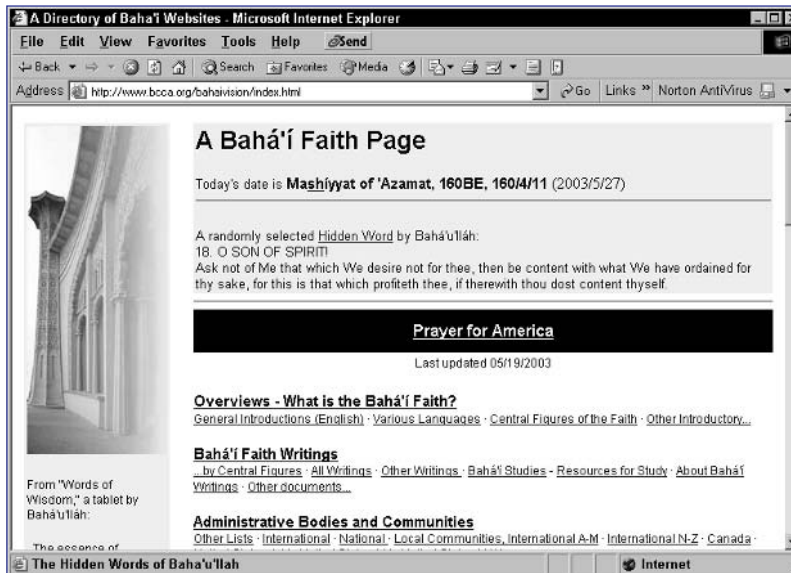 A Directory of Baha'i Websites - Microsoft Internet Explorer
File Edit View Favorites Tools Help Send
Back Search Favorites Media
Address http://www.bcca.org/bahaivision/index.html Go Links » Norton AntiVirus
A Bahá'í Faith Page
Today's date is Mashíyyat of 'Azamat, 160BE, 160/4/11 (2003/5/27)
A randomly selected Hidden Word by Bahá'u'lláh:
18. O SON OF SPIRIT!
Ask not of Me that which We desire not for thee, then be content with what We have ordained for
thy sake, for this is that which profiteth thee, if therewith thou dost content thyself.
Prayer for America
Last updated 05/19/2003
Overviews - What is the Bahá'í Faith?
General Introductions (English) · Various Languages · Central Figures of the Faith · Other Introductory...
Bahá'í Faith Writings
...by Central Figures · All Writings · Other Writings · Bahá'í Studies - Resources for Study · About Bahá'í
Writings · Other documents...
Administrative Bodies and Communities
Other Lists · International · National · Local Communities, International A-M · International N-Z · Canada ·
From "Words of
Wisdom," a tablet by
Bahá'u'lláh:
The essence of
The Hidden Words of Baha'u'llah Internet